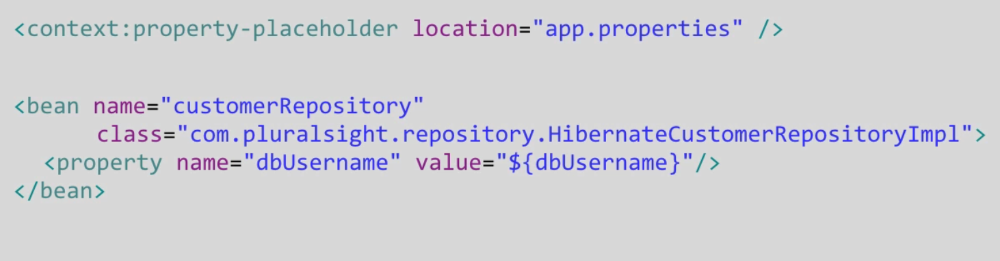 <context:property-placeholder location="app.properties" />
<bean name="customerRepository"
class="com.pluralsight.repository.HibernateCustomerRepositoryImpl">
<property name="dbUsername" value="${dbUsername}"/>
</bean>